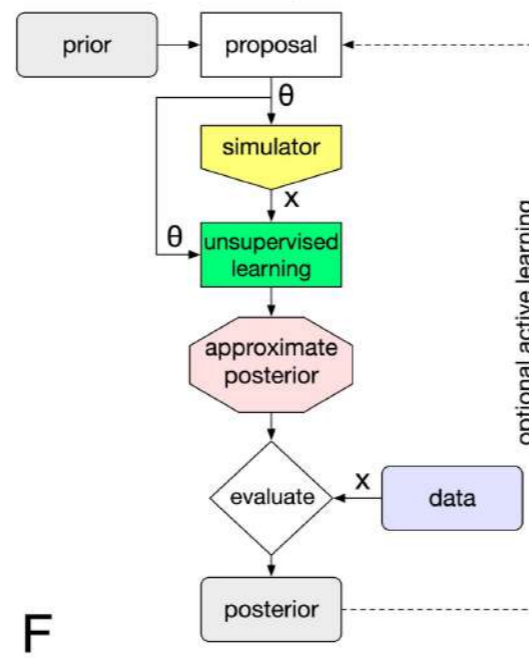 prior
proposal
θ
simulator
x
θ
unsupervised
learning
approximate
posterior
optional active learning
evaluate
x
data
posterior
F